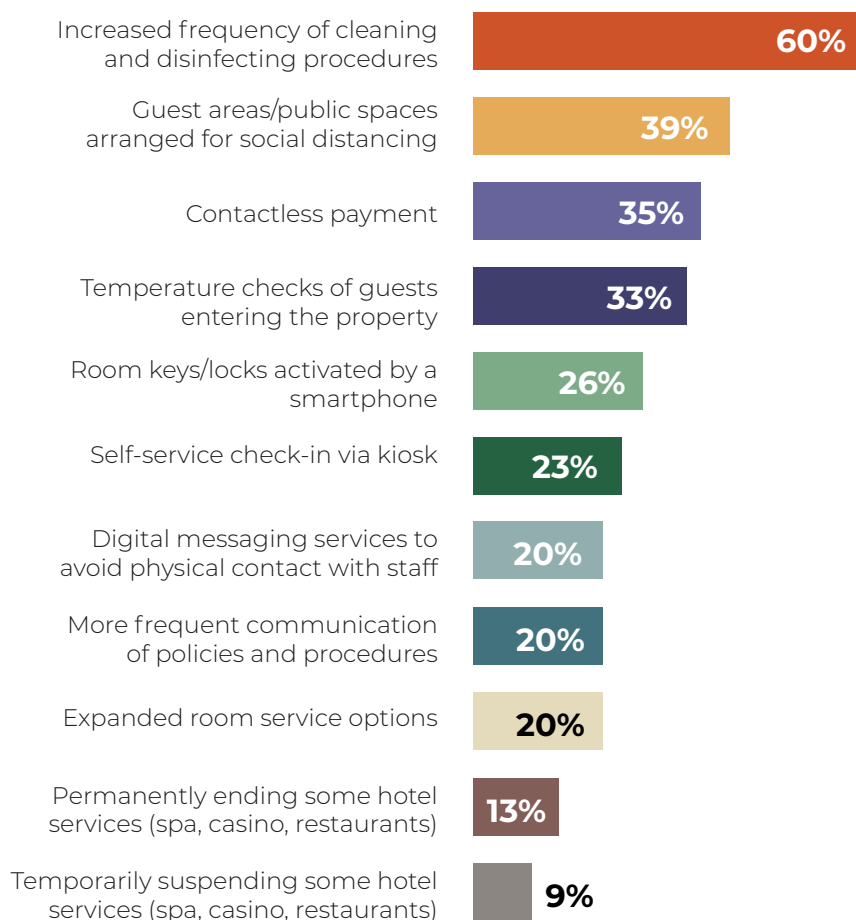 Increased frequency of cleaning
and disinfecting procedures
60%
Guest areas/public spaces
arranged for social distancing
39%
Contactless payment
35%
Temperature checks of guests
entering the property
33%
Room keys/locks activated by a
smartphone
26%
Self-service check-in via kiosk
23%
Digital messaging services to
avoid physical contact with staff
20%
More frequent communication
of policies and procedures
20%
Expanded room service options
20%
Permanently ending some hotel
services (spa, casino, restaurants)
13%
Temporarily suspending some hotel
services (spa, casino, restaurants)
9%